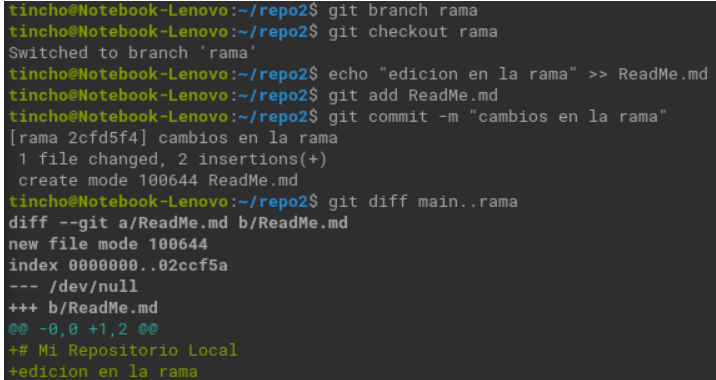 tincho@Notebook-Lenovo:~/repo2$ git branch rama
tincho@Notebook-Lenovo:~/repo2$ git checkout rama
Switched to branch 'rama'
tincho@Notebook-Lenovo:~/repo2$ echo "edicion en la rama" >> ReadMe.md
tincho@Notebook-Lenovo:~/repo2$ git add ReadMe.md
tincho@Notebook-Lenovo:~/repo2$ git commit -m "cambios en la rama"
[rama 2cfd5f4] cambios en la rama
 1 file changed, 2 insertions(+)
 create mode 100644 ReadMe.md
tincho@Notebook-Lenovo:~/repo2$ git diff main..rama
diff --git a/ReadMe.md b/ReadMe.md
new file mode 100644
index 0000000..02ccf5a
--- /dev/null
+++ b/ReadMe.md
@@ -0,0 +1,2 @@
+# Mi Repositorio Local
+edicion en la rama